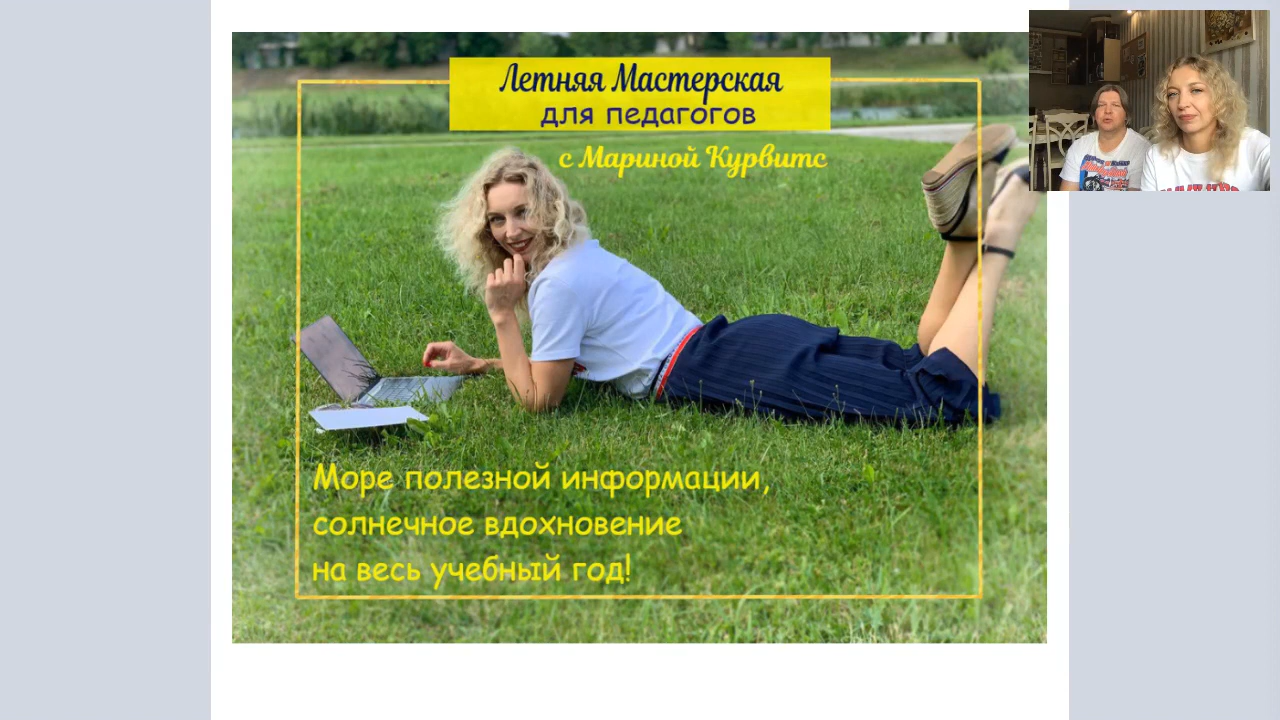 Летняя Мастерская
для педагогов
с Мариной Курвитс
Море полезной информации,
солнечное вдохновение
на весь учебный год!